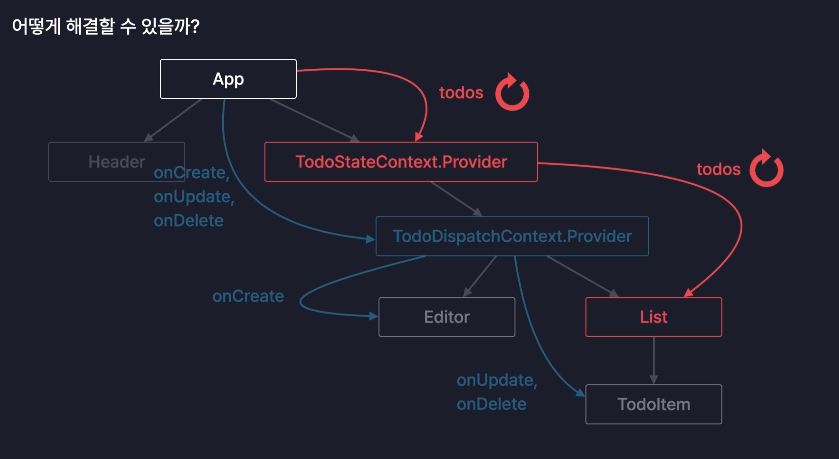 어떻게 해결할 수 있을까?
App
todos
Header
TodoStateContext.Provider
todos
onCreate,
onUpdate,
onDelete
TodoDispatchContext.Provider
onCreate
Editor
List
onUpdate,
onDelete
TodoItem